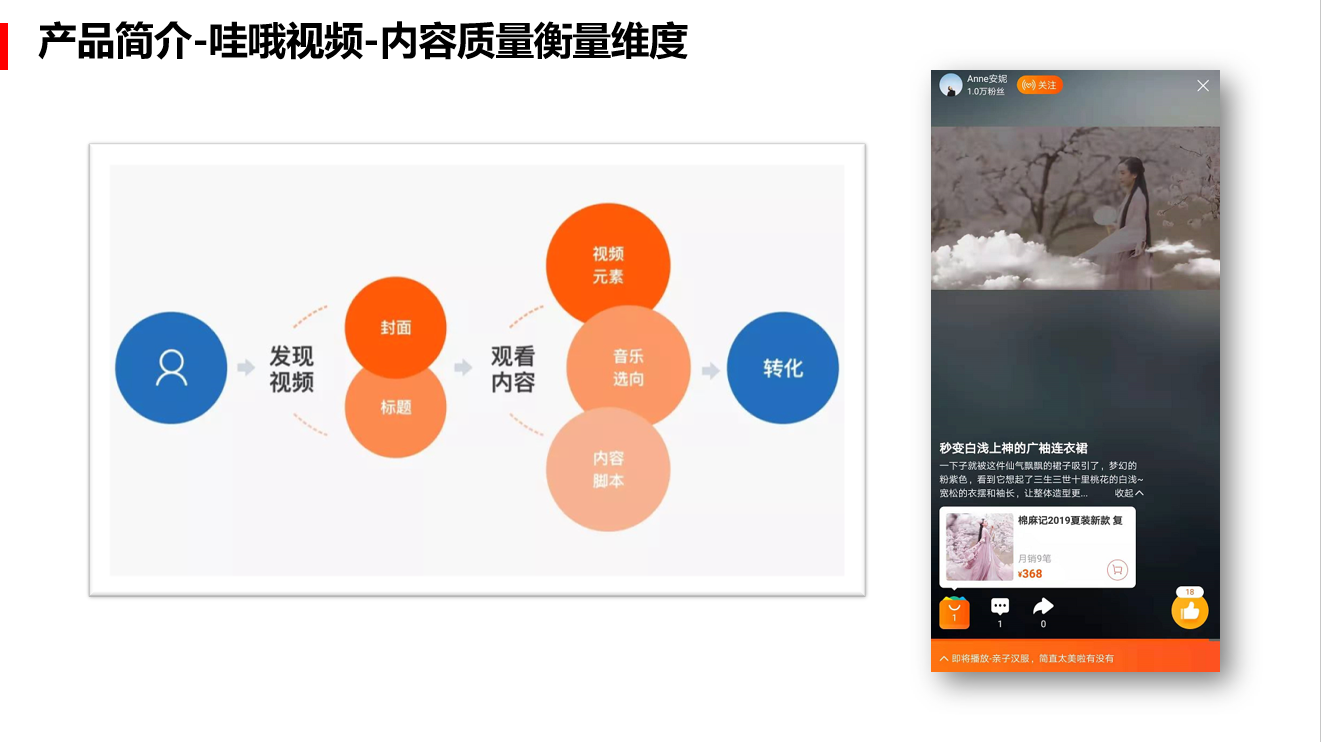 产品简介-哇哦视频-内容质量衡量维度
发现
视频
封面
标题
观看
内容
视频
元素
音乐
选向
内容
脚本
转化
Anne安妮
1.0万粉丝
关注
秒变白浅上神的广袖连衣裙
一下子就被这件仙气飘飘的裙子吸引了，梦幻的
粉紫色，看到它想起了三生三世十里桃花的白浅~
宽松的衣摆和袖长，让整体造型更... 收起
棉麻记2019夏装新款 复
月销9笔
¥368
1
1
0
18
即将播放-亲子汉服，简直太美啦有没有